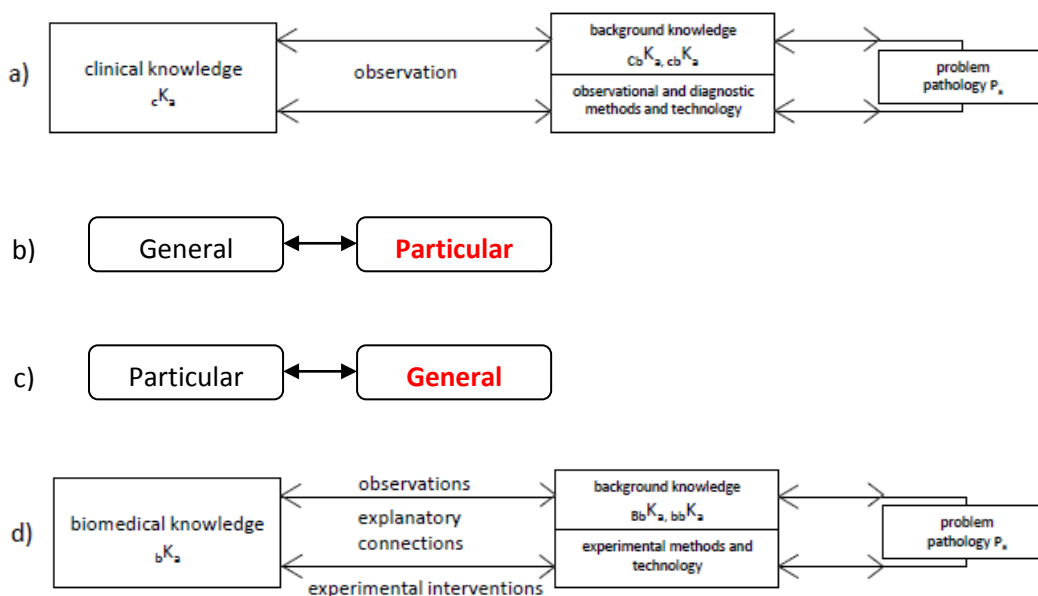 a)
clinical knowledge
cKa
observation
background knowledge
CbKa, cbKa
observational and diagnostic
methods and technology
problem
pathology Pa
b)
General
Particular
c)
Particular
General
d)
biomedical knowledge
bKa
observations
explanatory
connections
experimental interventions
background knowledge
BbKa, bbKa
experimental methods and
technology
problem
pathology Pa